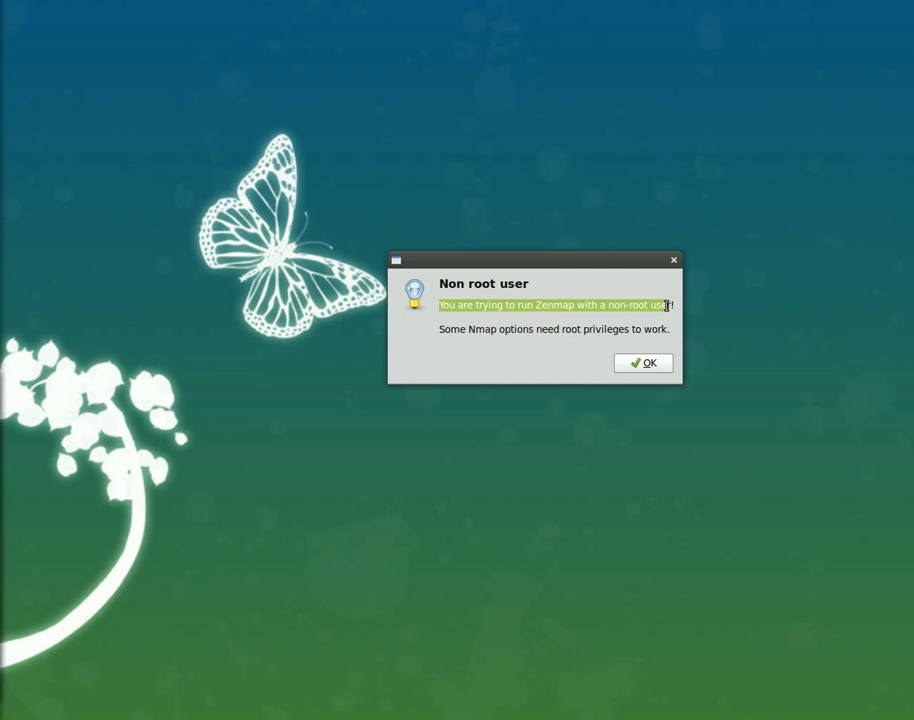 Non root user
You are trying to run Zenmap with a non-root user!
Some Nmap options need root privileges to work.
OK